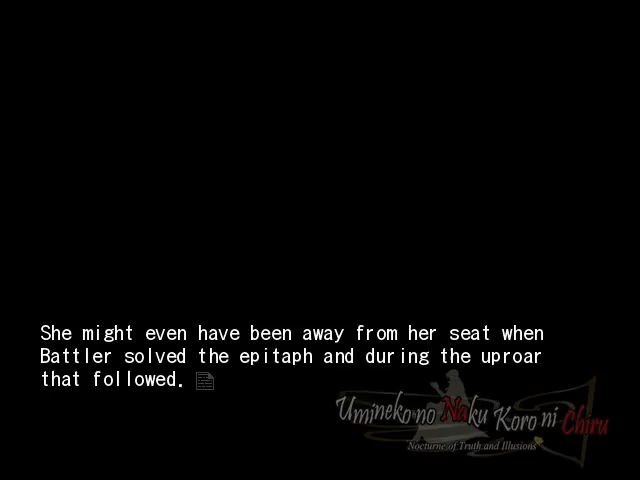 She might even have been away from her seat when
Battler solved the epitaph and during the uproar
that followed.
Umineko no Naku Koro ni Chiru
Nocturne of Truth and Illusions